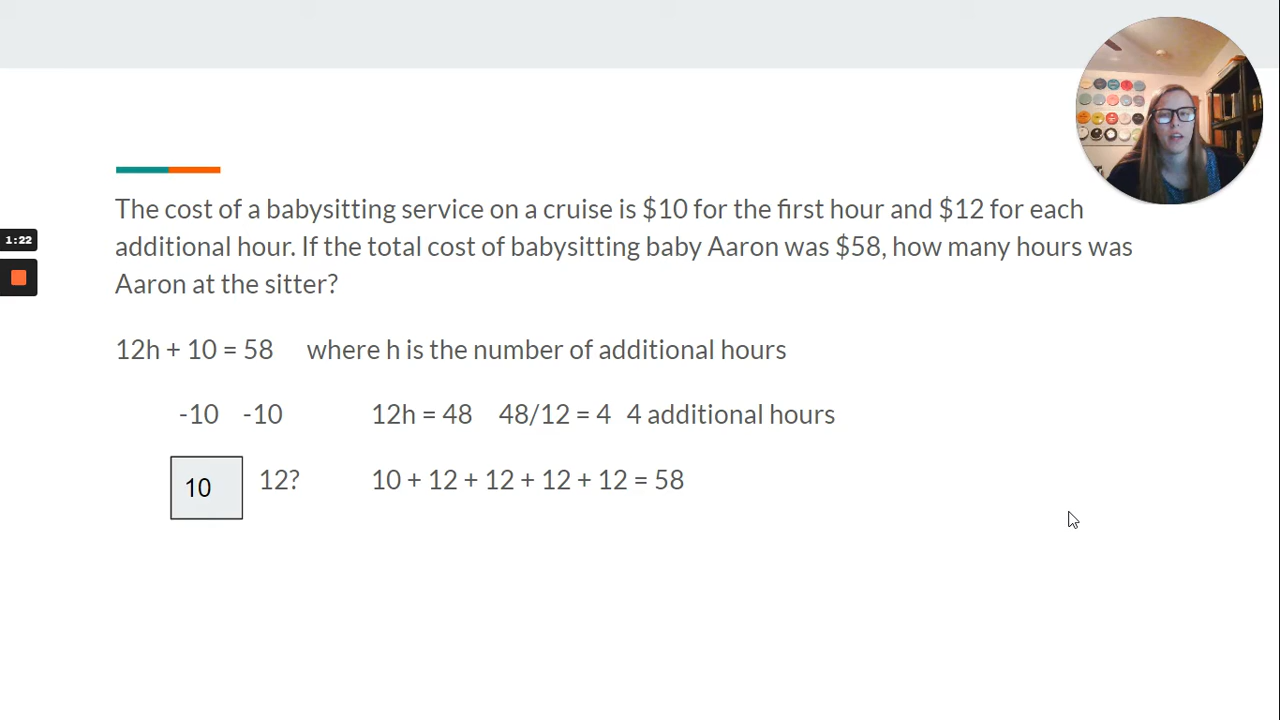 The cost of a babysitting service on a cruise is $10 for the first hour and $12 for each
additional hour. If the total cost of babysitting baby Aaron was $58, how many hours was
1:22
Aaron at the sitter?
12h + 10 = 58 where h is the number of additional hours
-10 -10 12h = 48 48/12 = 4 4 additional hours
10 12? 10 + 12 + 12 + 12 + 12 = 58